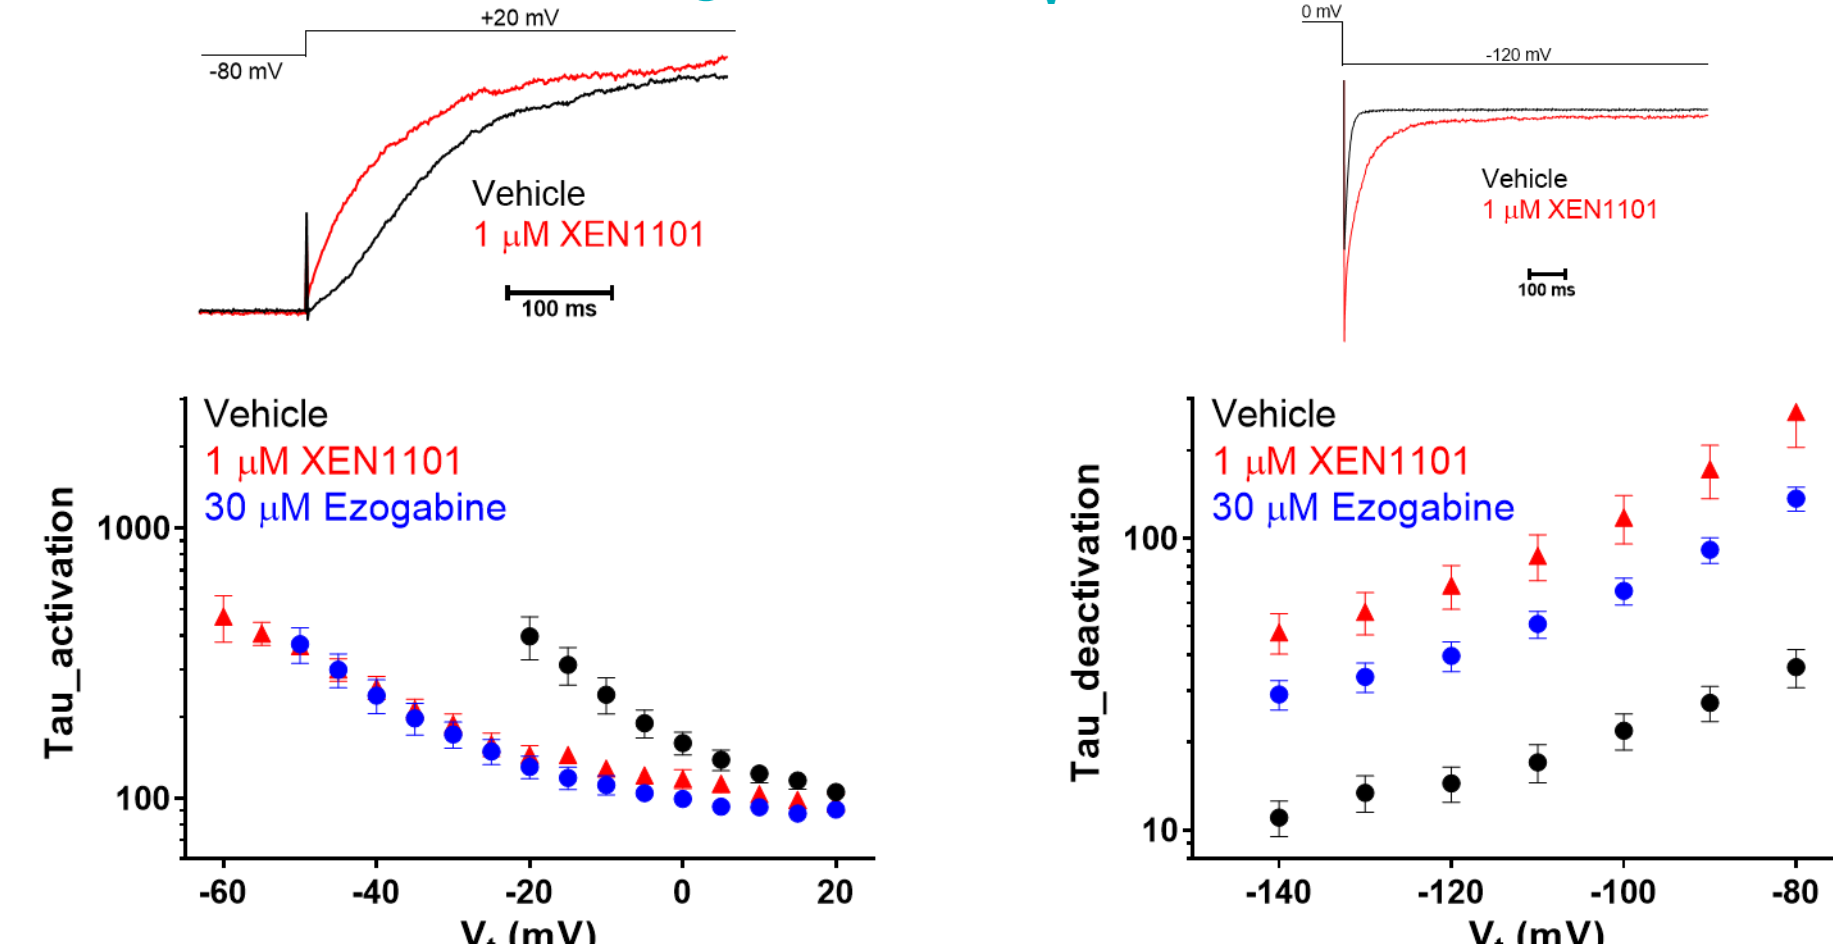 +20 mV
-80 mV
Vehicle
1 μM XEN1101
100 ms
0 mV
-120 mV
Vehicle
1 μM XEN1101
100 ms
Vehicle
1 μM XEN1101
30 μM Ezogabine
Tau_activation
1000
100
-60 -40 -20 0 20
V (mV)
Vehicle
1 μM XEN1101
30 μM Ezogabine
Tau_deactivation
100
10
-140 -120 -100 -80
V (mV)